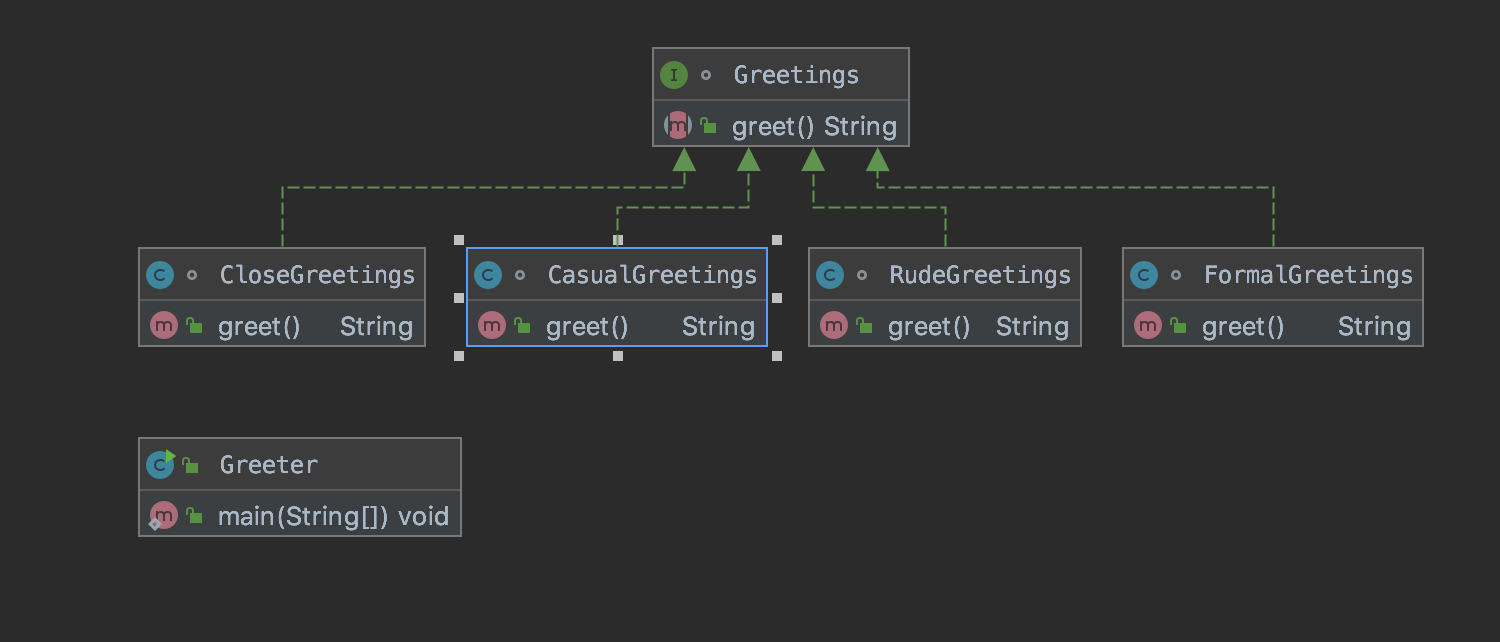 I Greetings
m greet() String
C CloseGreetings
m greet() String
C CasualGreetings
m greet() String
C RudeGreetings
m greet() String
C FormalGreetings
m greet() String
C Greeter
m main(String[]) void